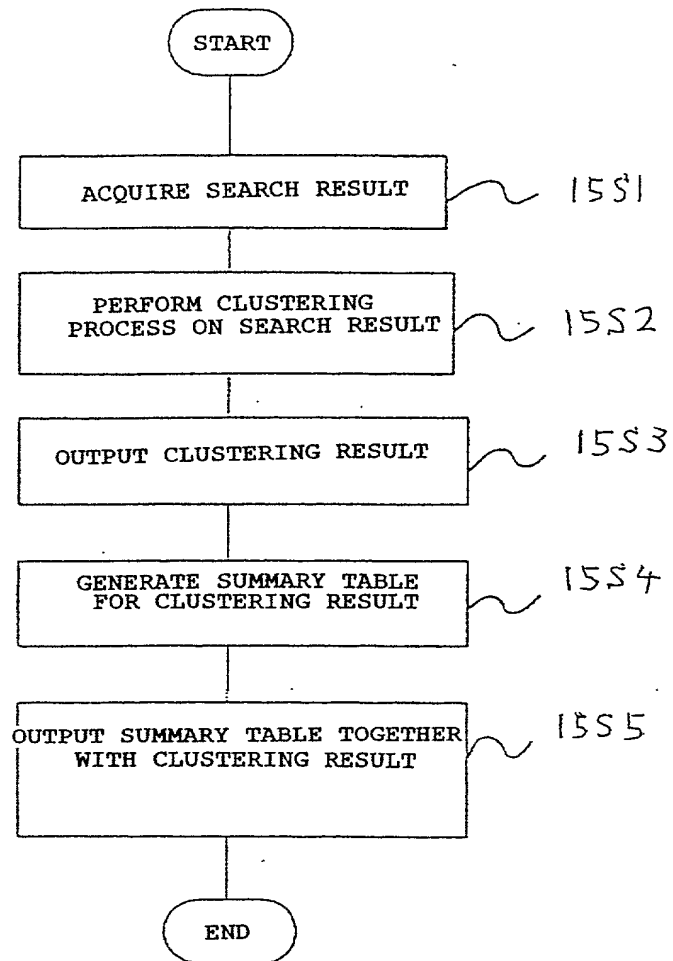 START
ACQUIRE SEARCH RESULT
15S1
PERFORM CLUSTERING
PROCESS ON SEARCH RESULT
15S2
OUTPUT CLUSTERING RESULT
15S3
GENERATE SUMMARY TABLE
FOR CLUSTERING RESULT
15S4
OUTPUT SUMMARY TABLE TOGETHER
WITH CLUSTERING RESULT
15S5
END